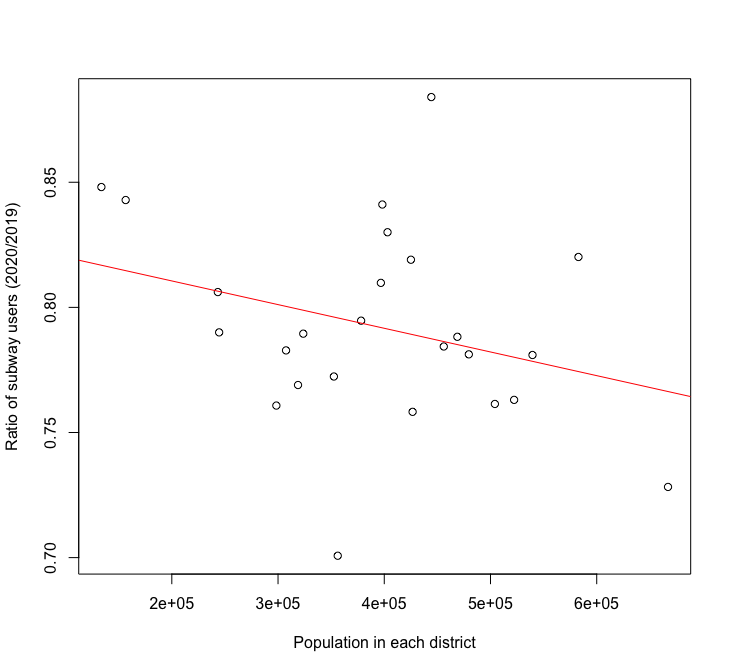 Ratio of subway users (2020/2019)
0.85
0.80
0.75
0.70
2e+05 3e+05 4e+05 5e+05 6e+05
Population in each district